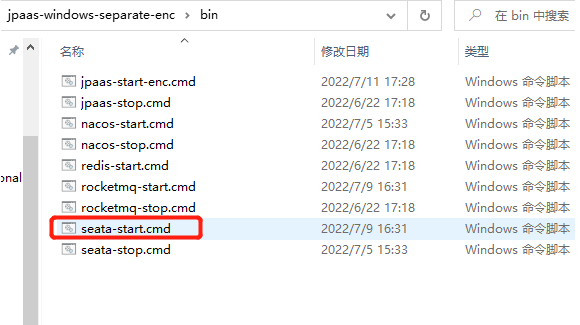 jpaas-windows-separate-enc › bin
在 bin 中搜索
名称 修改日期 类型
jpaas-start-enc.cmd 2022/7/11 17:28 Windows 命令脚本
jpaas-stop.cmd 2022/6/22 17:18 Windows 命令脚本
nacos-start.cmd 2022/7/5 15:33 Windows 命令脚本
nacos-stop.cmd 2022/6/22 17:18 Windows 命令脚本
redis-start.cmd 2022/6/22 17:18 Windows 命令脚本
onal
rocketmq-start.cmd 2022/7/9 16:31 Windows 命令脚本
rocketmq-stop.cmd 2022/6/22 17:18 Windows 命令脚本
seata-start.cmd 2022/7/9 16:31 Windows 命令脚本
seata-stop.cmd 2022/7/5 15:33 Windows 命令脚本